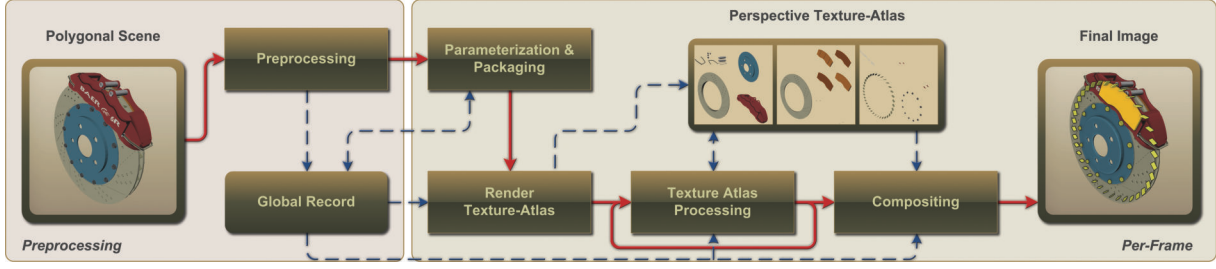 Polygonal Scene
Preprocessing
Parameterization &
Packaging
Perspective Texture-Atlas
Final Image
BAER
Global Record
Render
Texture-Atlas
Texture Atlas
Processing
Compositing
Preprocessing
Per-Frame